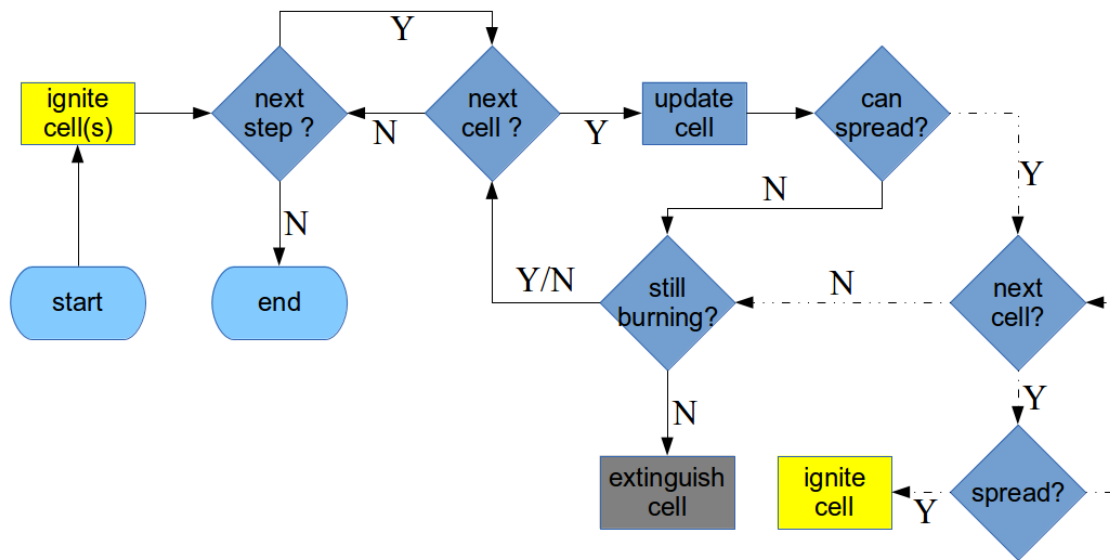 Y
ignite
cell(s)
next
step ?
N
next
cell ?
Y
update
cell
can
spread?
Y
N
N
start
end
Y/N
still
burning?
N
next
cell?
Y
N
extinguish
cell
ignite
cell
Y
spread?